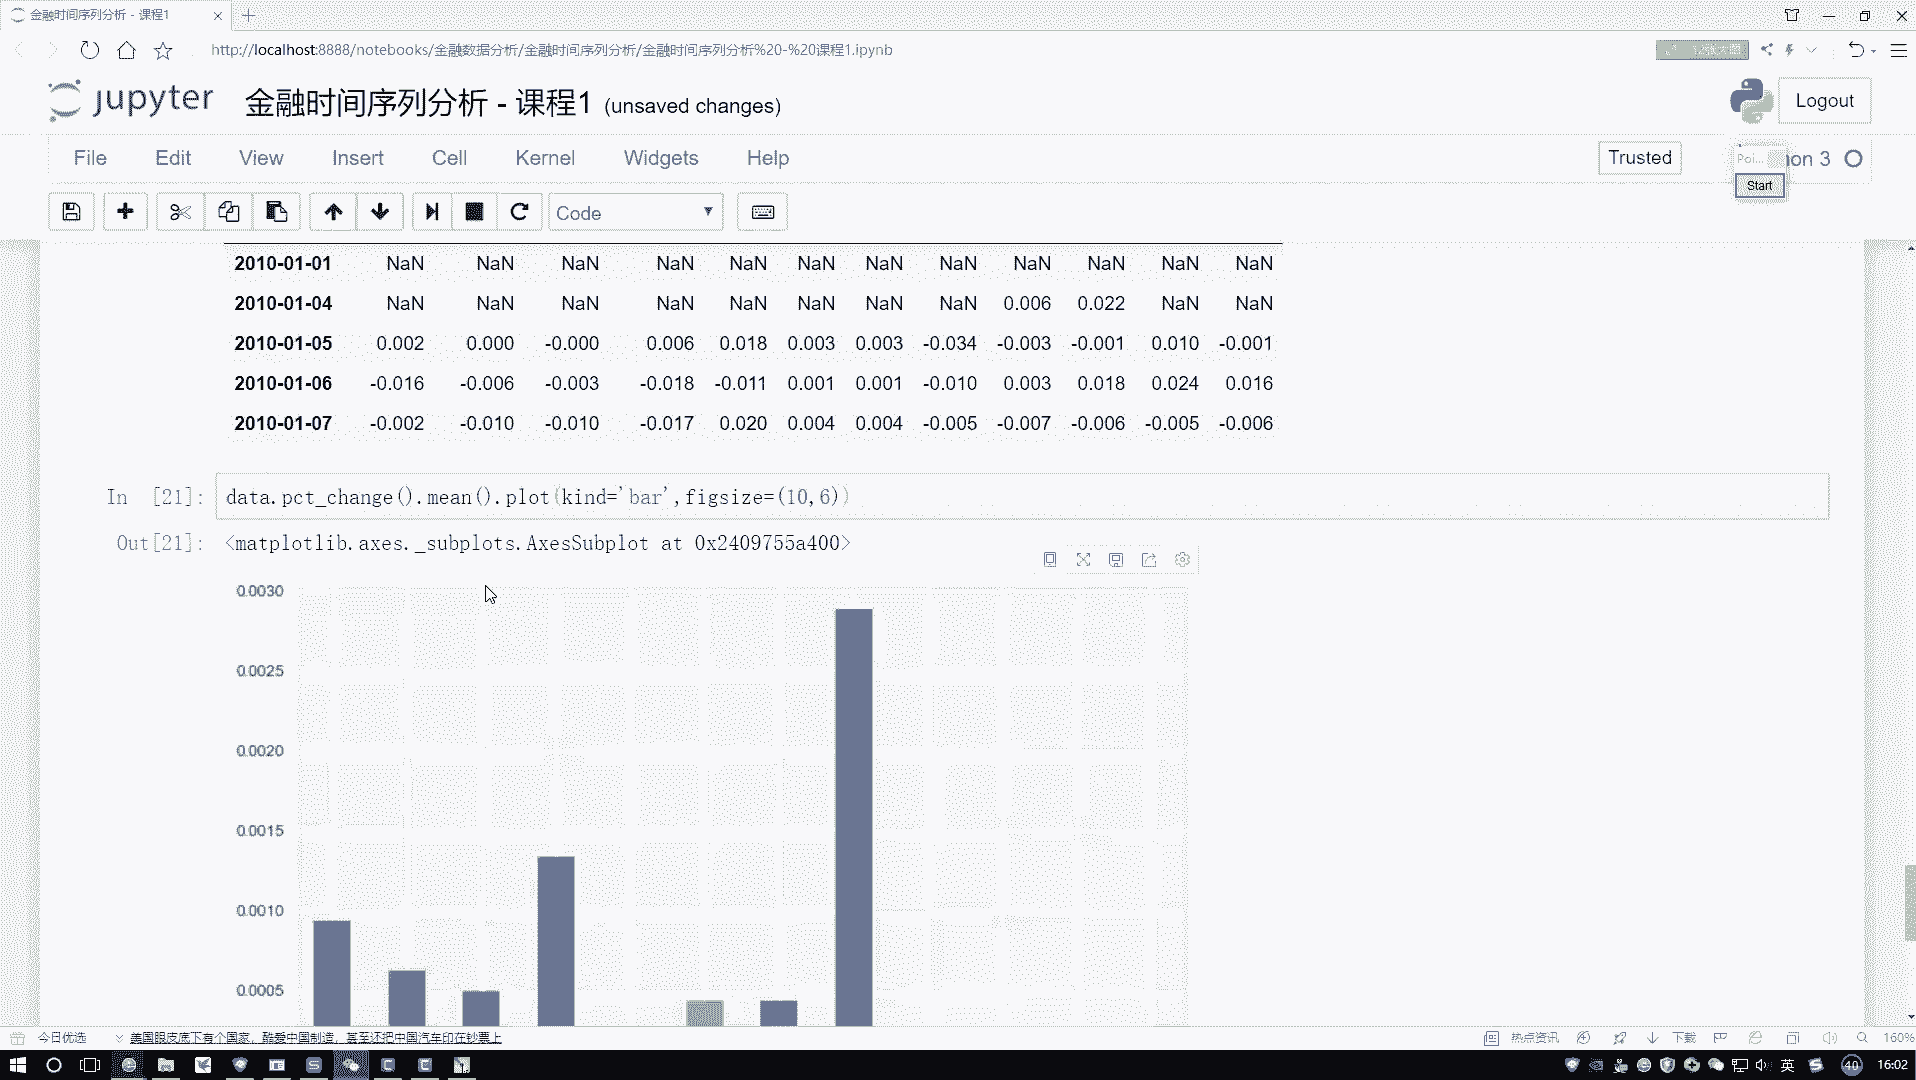 金融时间序列分析 - 课程1
http://localhost:8888/notebooks/金融数据分析/金融时间序列分析/金融时间序列分析%20-%20课程1.ipynb
jupyter 金融时间序列分析 - 课程1 (unsaved changes)
Logout
File Edit View Insert Cell Kernel Widgets Help
Trusted
Poi...
on 3
Start
Code
2010-01-01 NaN NaN NaN NaN NaN NaN NaN NaN NaN NaN NaN NaN
2010-01-04 NaN NaN NaN NaN NaN NaN NaN NaN 0.006 0.022 NaN NaN
2010-01-05 0.002 0.000 -0.000 0.006 0.018 0.003 0.003 -0.034 -0.003 -0.001 0.010 -0.001
2010-01-06 -0.016 -0.006 -0.003 -0.018 -0.011 0.001 0.001 -0.010 0.003 0.018 0.024 0.016
2010-01-07 -0.002 -0.010 -0.010 -0.017 0.020 0.004 0.004 -0.005 -0.007 -0.006 -0.005 -0.006
In [21]: data.pct_change().mean().plot(kind='bar',figsize=(10,6))
Out[21]: <matplotlib.axes._subplots.AxesSubplot at 0x2409755a400>
0.0030
0.0025
0.0020
0.0015
0.0010
0.0005
今日优选 美国眼皮底下有个国家，酷爱中国制造，甚至还把中国汽车印在钞票上 热点资讯 下载 160%
英 40 16:02